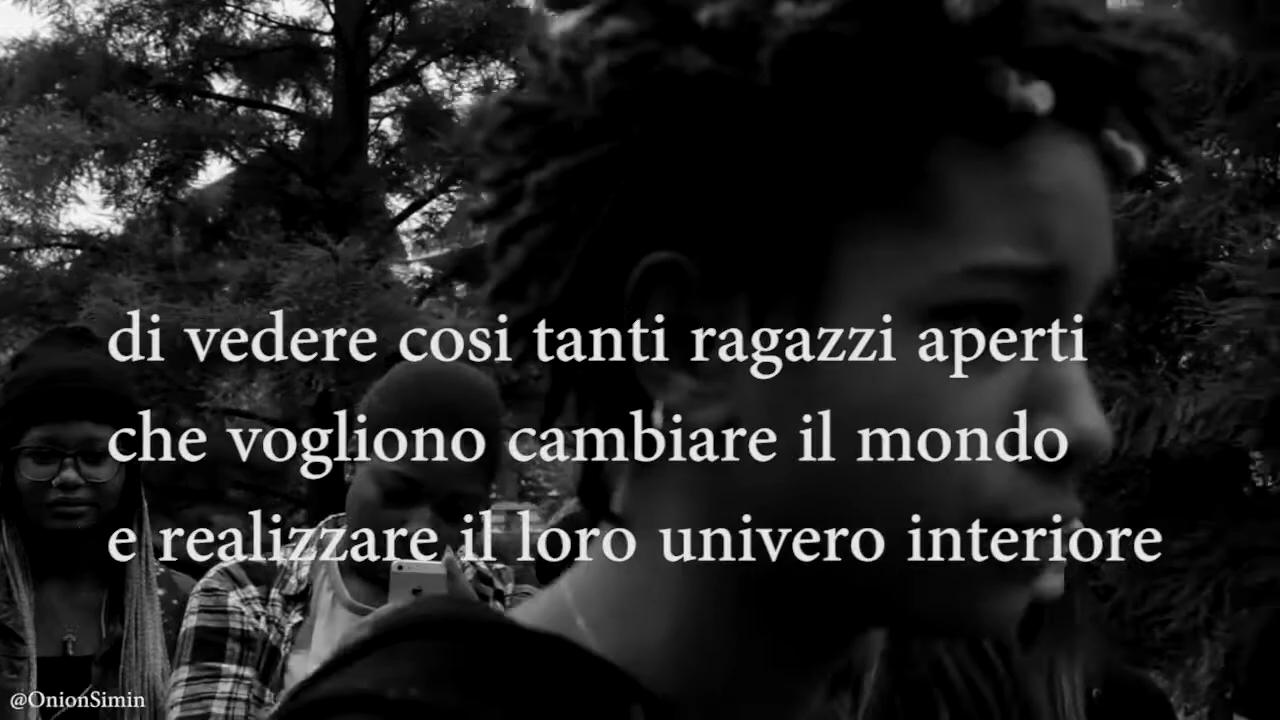 di vedere cosi tanti ragazzi aperti
che vogliono cambiare il mondo
e realizzare il loro univero interiore
@OnionSimin